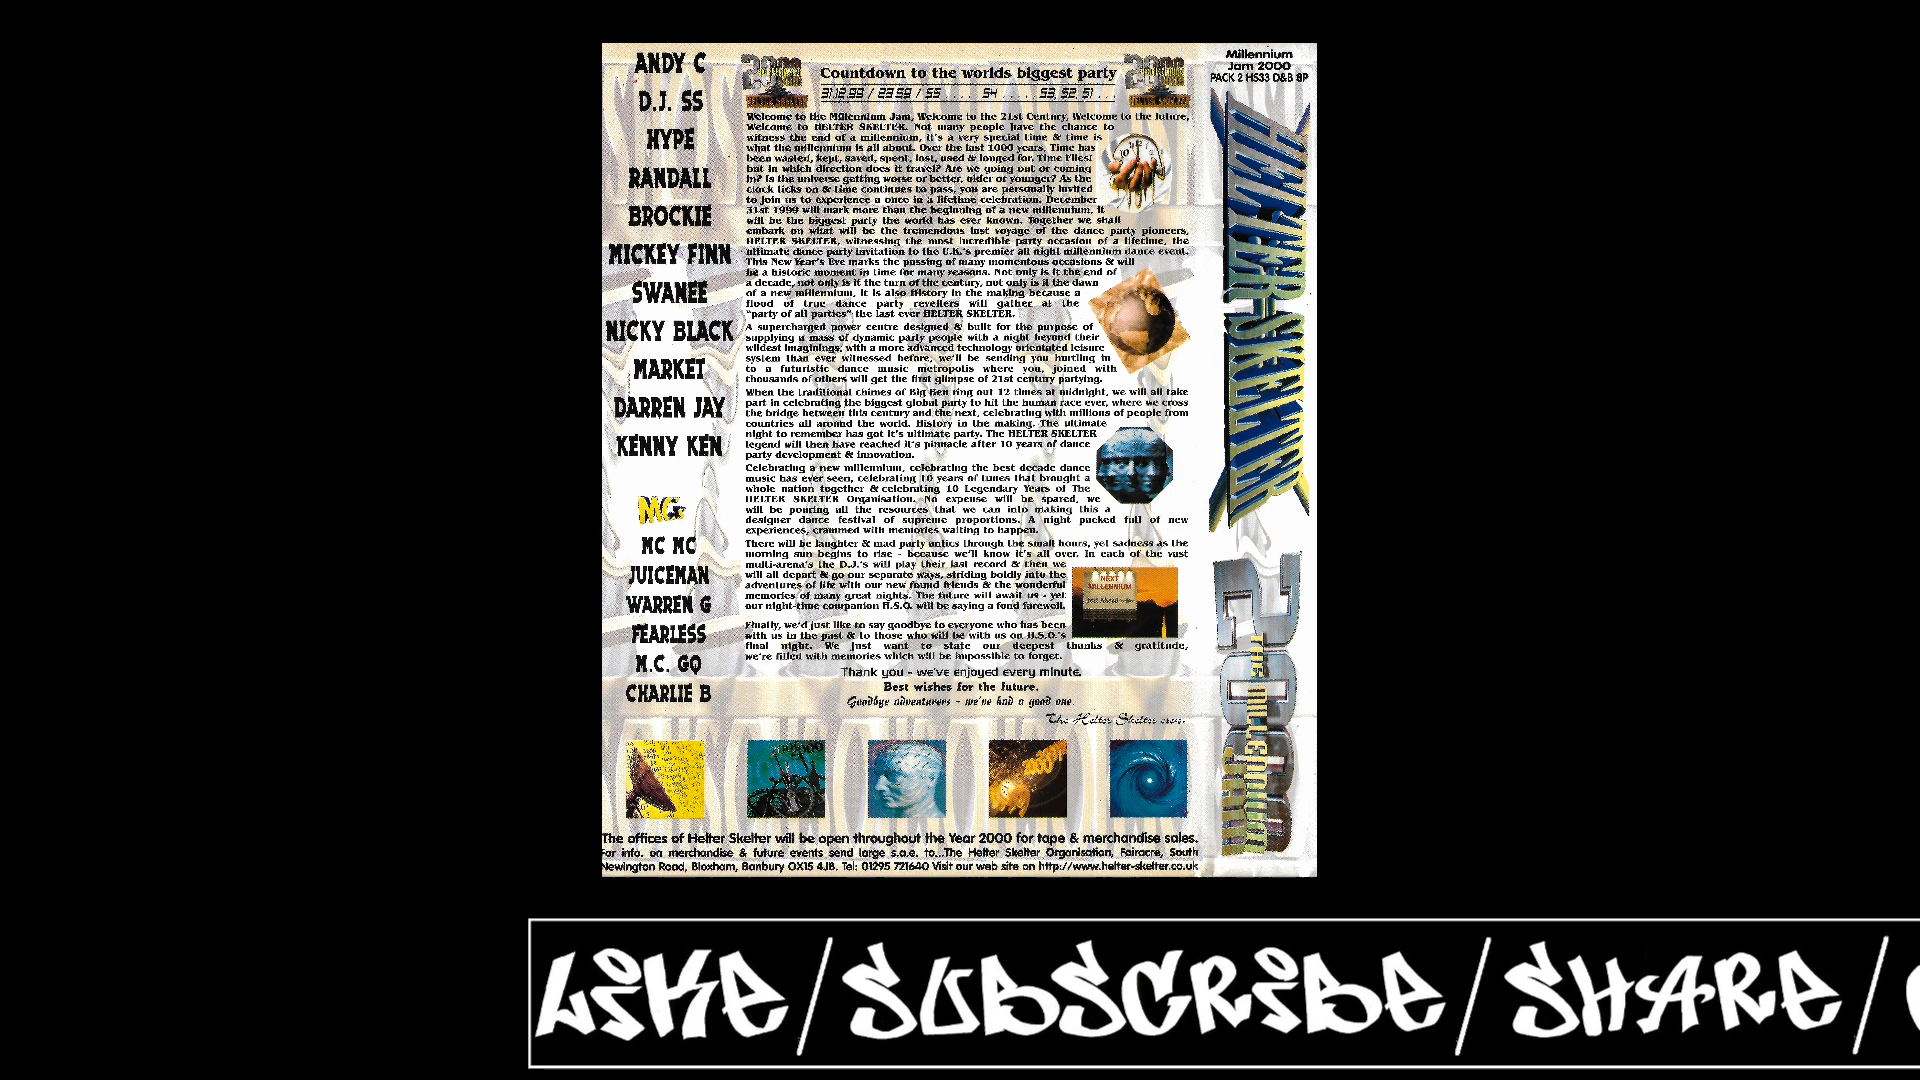 ANDY C
D.J. SS
HYPE
RANDALL
BROCKIE
MICKEY FINN
SWANEE
NICKY BLACK
MARKET
DARREN JAY
KENNY KEN
MC's
MC MC
JUICEMAN
WARREN G
FEARLESS
M.C. GQ
CHARLIE B
Countdown to the worlds biggest party
31.12.99 / 23.59 / 55 . . . . . 54 . . . . . 53, 52, 51 . . .
Welcome to the Millennium Jam, Welcome to the 21st Century, Welcome to the future,
Welcome to HELTER SKELTER. Not many people have the chance to
witness the end of a millennium, it's a very special time & time is
what the millennium is all about. Over the last 1000 years, Time has
been wasted, kept, saved, spent, lost, used & longed for. Time flies!
but in which direction does it travel? Are we going out or coming
in? Is the universe getting worse or better, older or younger? As the
clock ticks on & time continues to pass, you are personally invited
to join us to experience a once in a lifetime celebration. December
31st 1999 will mark more than the beginning of a new millennium, it
will be the biggest party the world has ever known. Together we shall
embark on what will be the tremendous last voyage of the dance party pioneers,
HELTER SKELTER, witnessing the most incredible party occasion of a lifetime, the
ultimate dance party invitation to the U.K.'s premier all night millennium dance event.
This New Year's Eve marks the passing of many momentous occasions & will
be a historic moment in time for many reasons. Not only is it the end of
a decade, not only is it the turn of the century, not only is it the dawn
of a new millennium, it is also history in the making because a
flood of true dance party revellers will gather at the
"party of all parties" the last ever HELTER SKELTER.
A supercharged power centre designed & built for the purpose of
supplying a mass of dynamic party people with a night beyond their
wildest imaginings, with a more advanced technology orientated leisure
system than ever witnessed before, we'll be sending you hurtling in
to a futuristic dance music metropolis where you, joined with
thousands of others will get the first glimpse of 21st century partying.
When the traditional chimes of Big Ben ring out 12 times at midnight, we will all take
part in celebrating the biggest global party to hit the human race ever, where we cross
the bridge between this century and the next, celebrating with millions of people from
countries all around the world. History in the making. The ultimate
night to remember has got it's ultimate party. The HELTER SKELTER
legend will then have reached it's pinnacle after 10 years of dance
party development & innovation.
Celebrating a new millennium, celebrating the best decade dance
music has ever seen, celebrating 10 years of tunes that brought a
whole nation together & celebrating 10 Legendary Years of The
HELTER SKELTER Organisation. No expense will be spared, we
will be pouring all the resources that we can into making this a
designer dance festival of supreme proportions. A night packed full of new
experiences, crammed with memories waiting to happen.
There will be laughter & mad party antics through the small hours, yet sadness as the
morning sun begins to rise - because we'll know it's all over. In each of the vast
multi-arena's the D.J.'s will play their last record & then we
will all depart & go our separate ways, striding boldly into the
adventures of life with our new found friends & the wonderful
memories of many great nights. The future will await us - yet
our night-time companion H.S.O. will be saying a fond farewell.
Finally, we'd just like to say goodbye to everyone who has been
with us in the past & to those who will be with us on H.S.O.'s
final night. We just want to state our deepest thanks & gratitude,
we're filled with memories which will be impossible to forget.
Thank you - we've enjoyed every minute.
Best wishes for the future.
Goodbye adventurers - we've had a good one.
The Helter Skelter crew.
NEXT
MILLENNIUM
Just Ahead
The offices of Helter Skelter will be open throughout the Year 2000 for tape & merchandise sales.
For info. on merchandise & future events send large s.a.e. to...The Helter Skelter Organisation, Fairacre, South
Newington Road, Bloxham, Banbury OX15 4JB. Tel: 01295 721640 Visit our web site on http://www.helter-skelter.co.uk
Millennium
Jam 2000
PACK 2 HS33 D&B 8P
HELTER SKELTER
2000
THE MILLENNIUM
JAM
LIKE/SUBSCRIBE/SHARE/